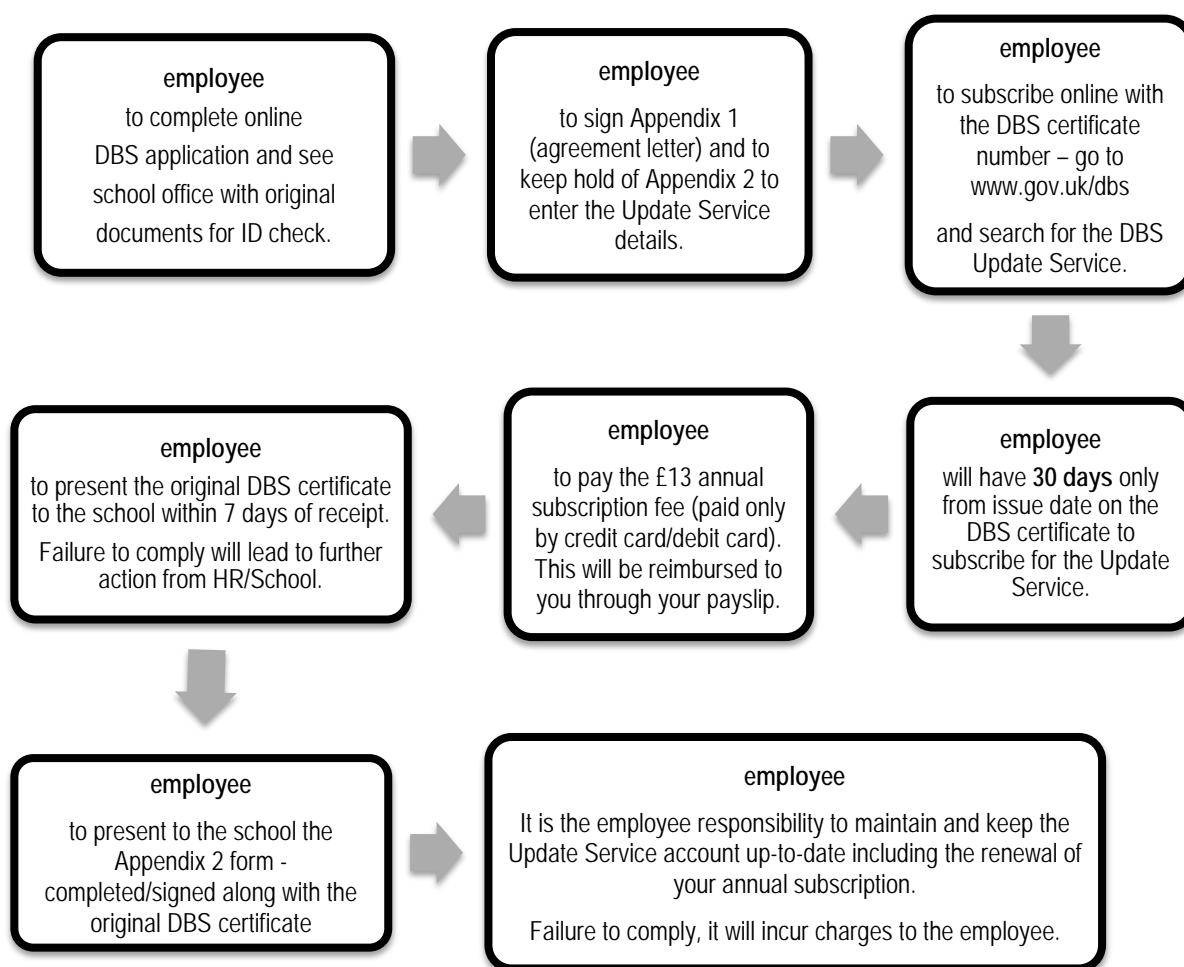 employee
to complete online
DBS application and see
school office with original
documents for ID check.
employee
to sign Appendix 1
(agreement letter) and to
keep hold of Appendix 2 to
enter the Update Service
details.
employee
to subscribe online with
the DBS certificate
number – go to
www.gov.uk/dbs
and search for the DBS
Update Service.
employee
will have 30 days only
from issue date on the
DBS certificate to
subscribe for the Update
Service.
employee
to pay the £13 annual
subscription fee (paid only
by credit card/debit card).
This will be reimbursed to
you through your payslip.
employee
to present the original DBS certificate
to the school within 7 days of receipt.
Failure to comply will lead to further
action from HR/School.
employee
to present to the school the
Appendix 2 form -
completed/signed along with the
original DBS certificate
employee
It is the employee responsibility to maintain and keep the
Update Service account up-to-date including the renewal of
your annual subscription.
Failure to comply, it will incur charges to the employee.